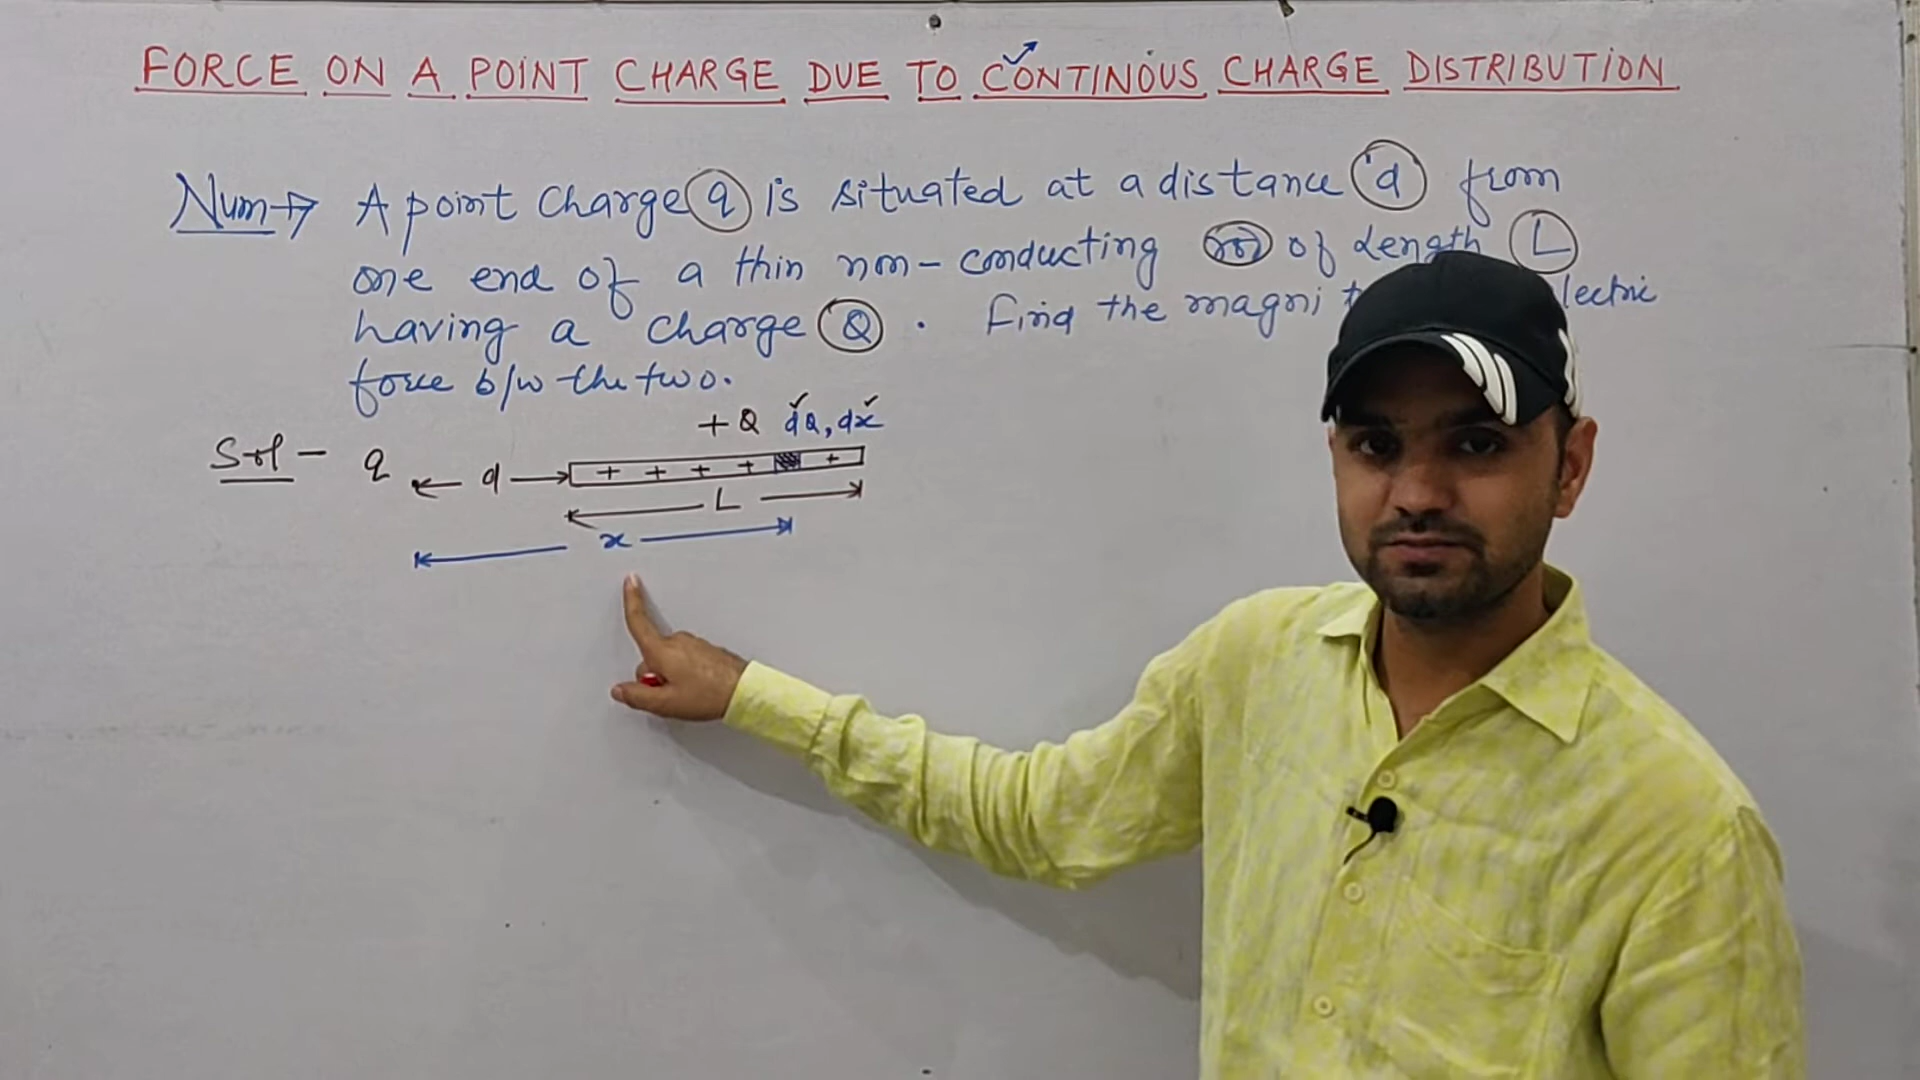 FORCE ON A POINT CHARGE DUE TO CONTINOUS CHARGE DISTRIBUTION
Num→ A point charge q is situated at a distance 'd' from
one end of a thin non-conducting rod of length L
having a charge Q. find the magni lectric
force b/w the two.
+Q dQ, dx
Sol- q d + + + + +
L
x